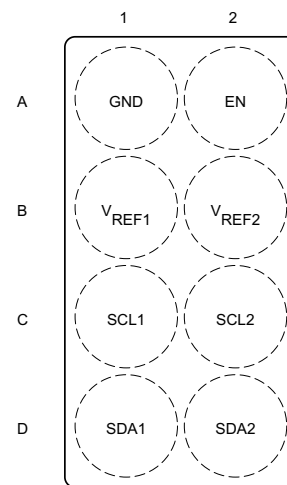 1 2
A GND EN
B VREF1 VREF2
C SCL1 SCL2
D SDA1 SDA2